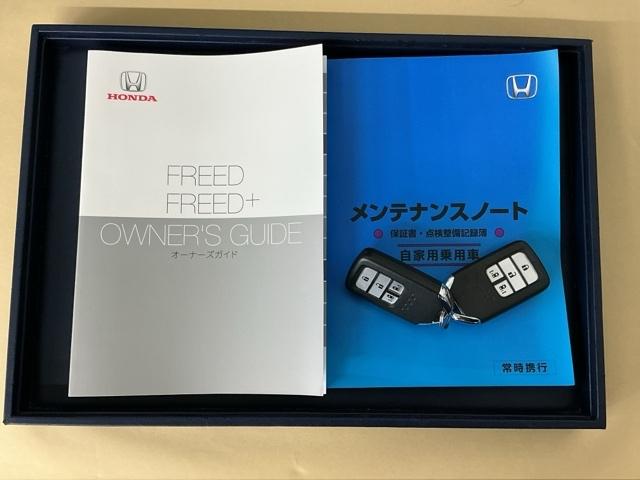 HONDA
FREED
FREED+
OWNER'S GUIDE
オーナーズガイド
メンテナンスノート
保証書・点検整備記録簿
自家用乗用車
常時携行